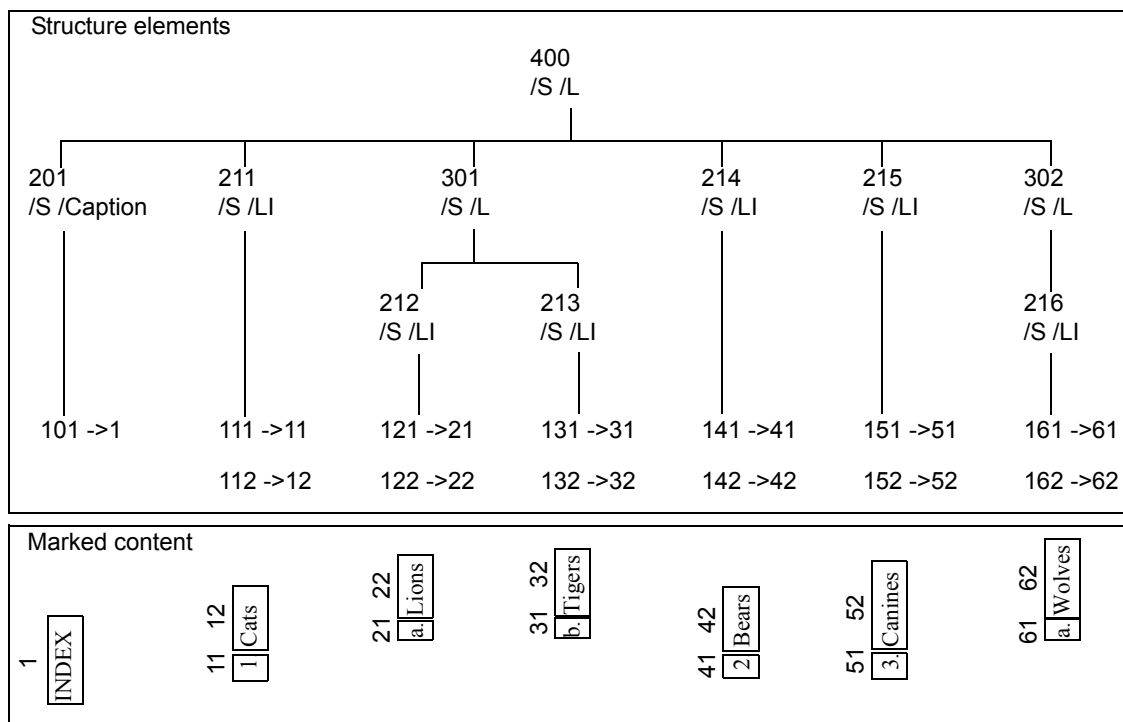 Structure elements
400
/S /L
201 211 301 214 215 302
/S /Caption /S /LI /S /L /S /LI /S /LI /S /L
212 213 216
/S /LI /S /LI /S /LI
101 ->1 111 ->11 121 ->21 131 ->31 141 ->41 151 ->51 161 ->61
112 ->12 122 ->22 132 ->32 142 ->42 152 ->52 162 ->62
Marked content
1
INDEX
11 12
1. Cats
21 22
a. Lions
31 32
b. Tigers
41 42
2. Bears
51 52
3. Canines
61 62
a. Wolves